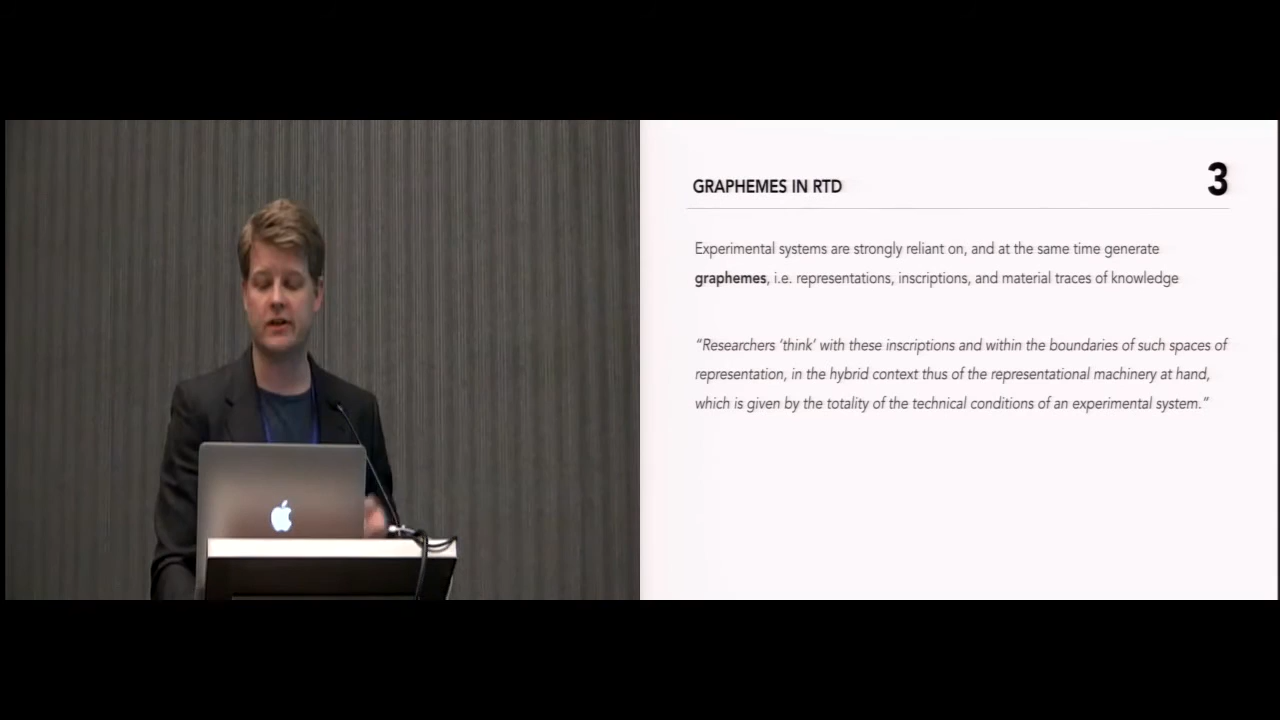 GRAPHEMES IN RTD
3
Experimental systems are strongly reliant on, and at the same time generate
graphemes, i.e. representations, inscriptions, and material traces of knowledge
“Researchers ‘think’ with these inscriptions and within the boundaries of such spaces of
representation, in the hybrid context thus of the representational machinery at hand,
which is given by the totality of the technical conditions of an experimental system.”